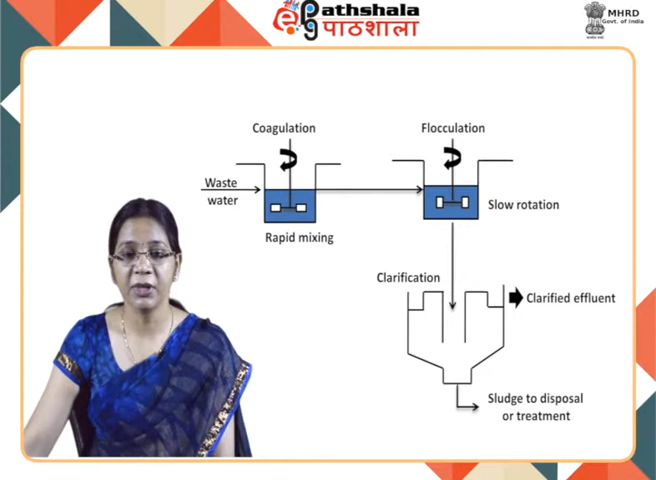 Pathshala
पाठशाला
MHRD
Govt. of India
Coagulation
Flocculation
Waste
water
Slow rotation
Rapid mixing
Clarification
Clarified effluent
Sludge to disposal
or treatment